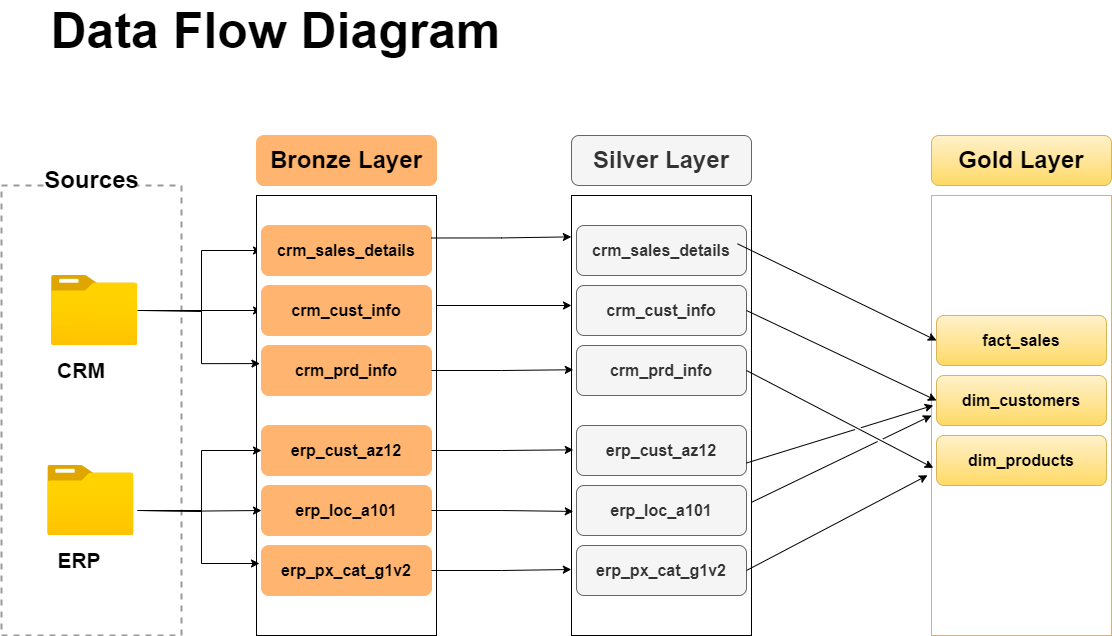 Data Flow Diagram
Sources
Bronze Layer
Silver Layer
Gold Layer
CRM
ERP
crm_sales_details
crm_cust_info
crm_prd_info
erp_cust_az12
erp_loc_a101
erp_px_cat_g1v2
crm_sales_details
crm_cust_info
crm_prd_info
erp_cust_az12
erp_loc_a101
erp_px_cat_g1v2
fact_sales
dim_customers
dim_products